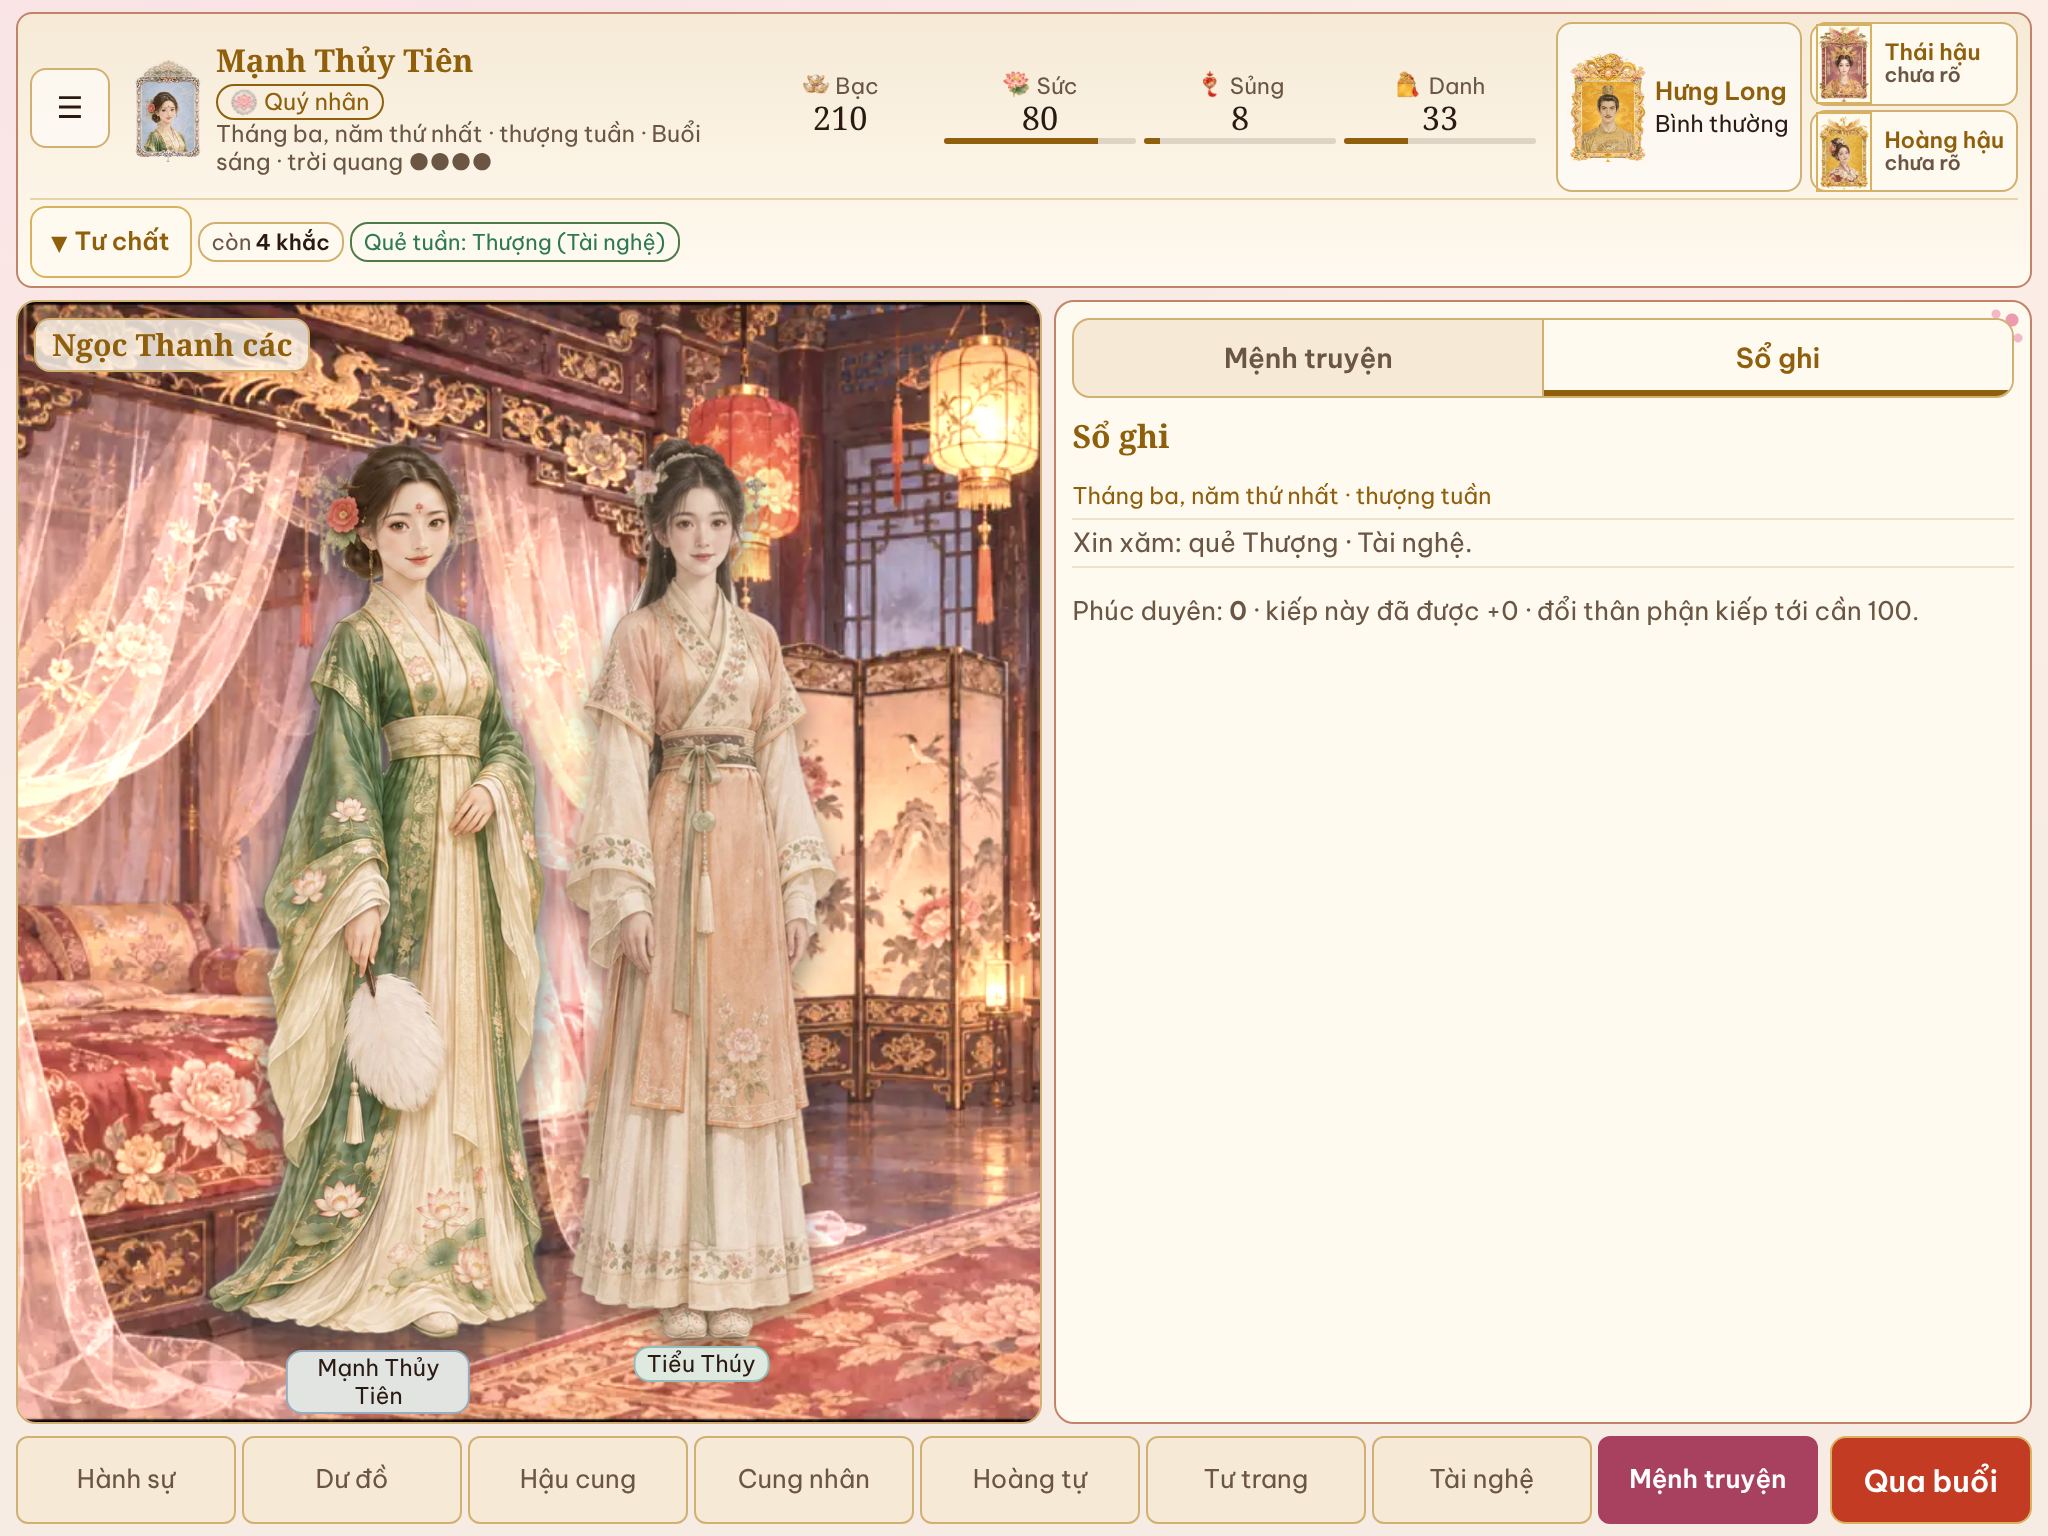 ☰
Mạnh Thủy Tiên
Quý nhân
Tháng ba, năm thứ nhất · thượng tuần · Buổi
sáng · trời quang ●●●●
Bạc
210
Sức
80
Sủng
8
Danh
33
Hưng Long
Bình thường
Thái hậu
chưa rõ
Hoàng hậu
chưa rõ
▼ Tư chất
còn 4 khắc
Quẻ tuần: Thượng (Tài nghệ)
Ngọc Thanh các
Mạnh Thủy
Tiên
Tiểu Thúy
Mệnh truyện
Sổ ghi
Sổ ghi
Tháng ba, năm thứ nhất · thượng tuần
Xin xăm: quẻ Thượng · Tài nghệ.
Phúc duyên: 0 · kiếp này đã được +0 · đổi thân phận kiếp tới cần 100.
Hành sự
Dư đồ
Hậu cung
Cung nhân
Hoàng tự
Tư trang
Tài nghệ
Mệnh truyện
Qua buổi